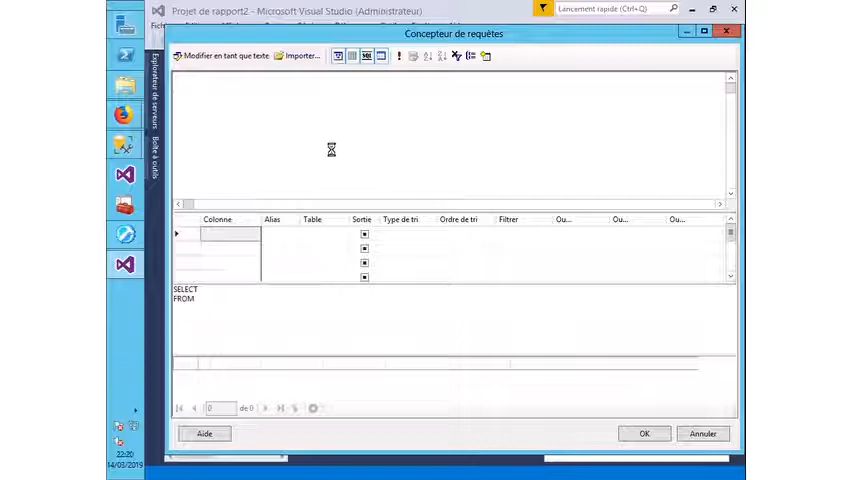 Projet de rapport2 - Microsoft Visual Studio (Administrateur)
Lancement rapide (Ctrl+Q)
Concepteur de requêtes
Modifier en tant que texte
Importer...
Explorateur de serveurs
Boîte à outils
Colonne Alias Table Sortie Type de tri Ordre de tri Filtrer Ou... Ou... Ou...
SELECT
FROM
0 de 0
Aide OK Annuler
22:20
14/03/2019